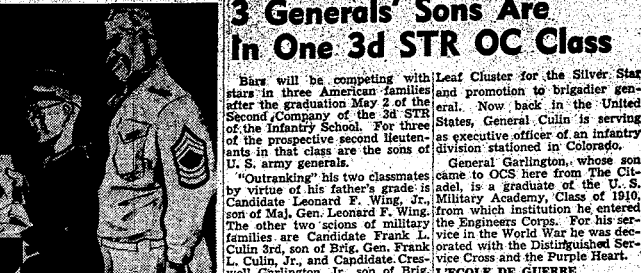 3 Generals' Sons Are
In One 3d STR OC Class
Bars will be competing with
stars in three American families
after the graduation May 2 of the
Second Company of the 3d STR
of the Infantry School. For three
of the prospective second lieuten-
ants in that class are the sons of
U. S. army generals.
"Outranking" his two classmates
by virtue of his father's grade is
Candidate Leonard F. Wing, Jr.,
son of Maj. Gen. Leonard F. Wing.
The other two scions of military
families are Candidate Frank L.
Culin 3rd, son of Brig. Gen. Frank
L. Culin, Jr., and Candidate Cres-
well Garlington, Jr., son of Brig.
Leaf Cluster for the Silver Star
and promotion to brigadier gen-
eral. Now back in the United
States, General Culin is serving
as executive officer of an infantry
division stationed in Colorado.
General Garlington, whose son
came to OCS here from The Cit-
adel, is a graduate of the U. S.
Military Academy, Class of 1910,
from which institution he entered
the Engineers Corps. For his ser-
vice in the World War he was dec-
orated with the Distinguished Ser-
vice Cross and the Purple Heart.
L'ECOLE DE GUERRE